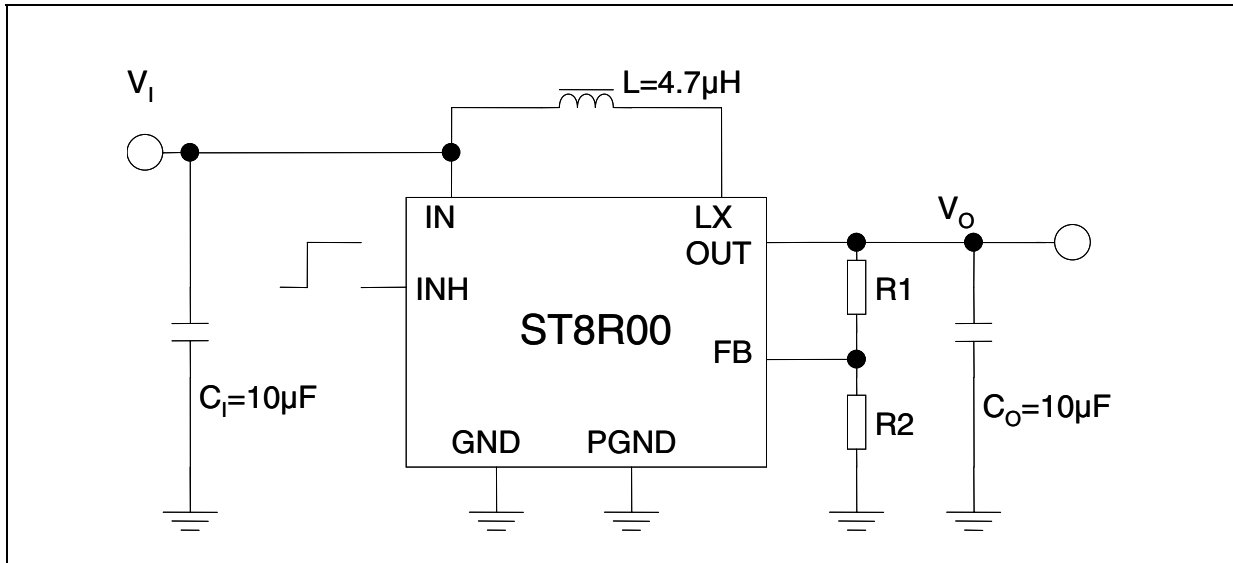 V_I
L=4.7µH
IN
LX
V_O
OUT
INH
R1
ST8R00
FB
C_I=10µF
C_O=10µF
R2
GND
PGND